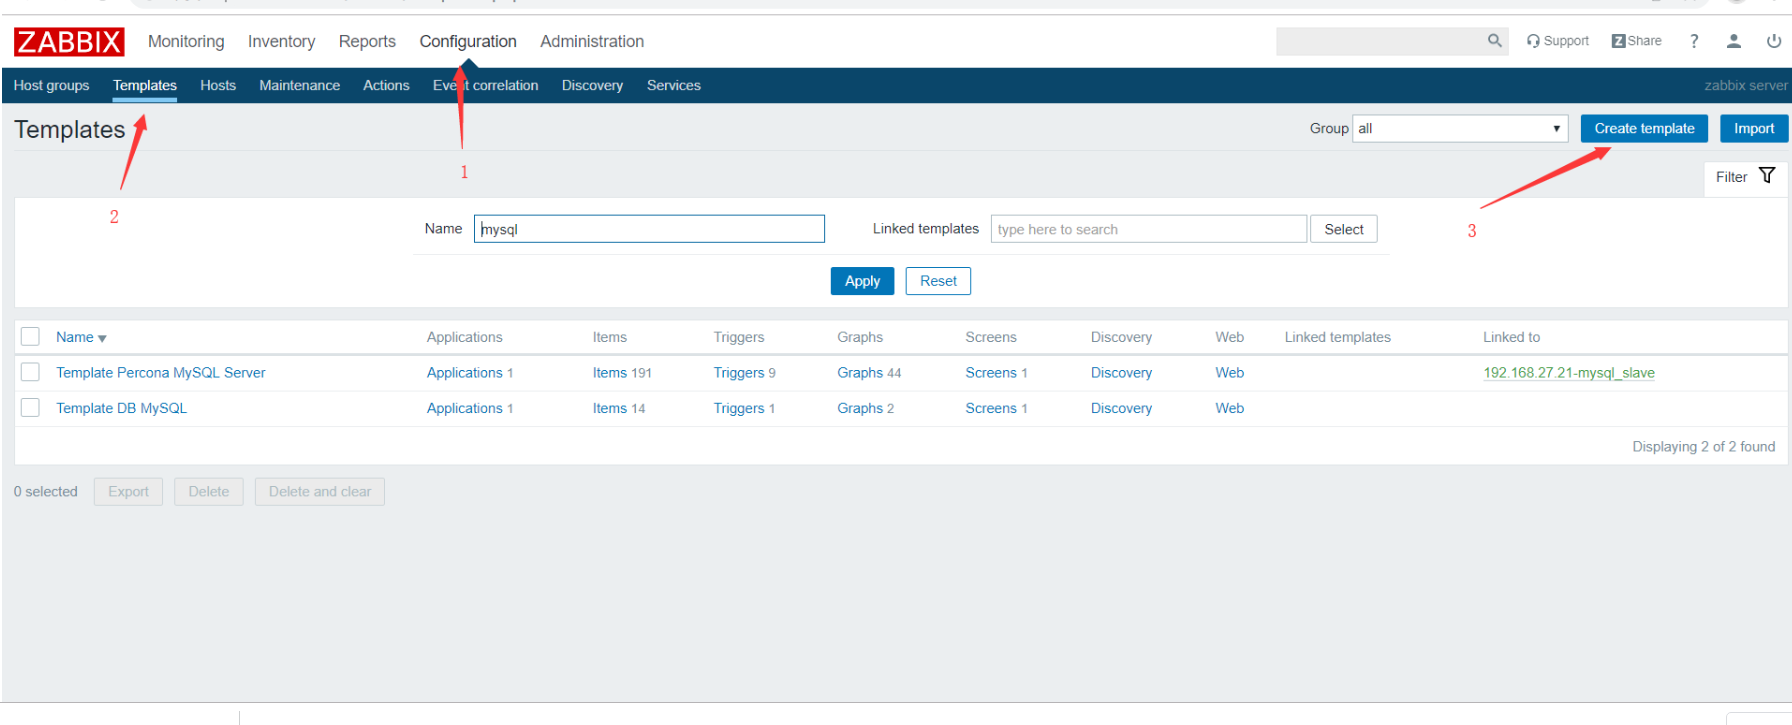 ZABBIX Monitoring Inventory Reports Configuration Administration Support Z Share ?
Host groups Templates Hosts Maintenance Actions Event correlation Discovery Services zabbix server
Templates Group all Create template Import
1
Filter
2
Name mysql Linked templates type here to search Select
3
Apply Reset
Name Applications Items Triggers Graphs Screens Discovery Web Linked templates Linked to
Template Percona MySQL Server Applications 1 Items 191 Triggers 9 Graphs 44 Screens 1 Discovery Web 192.168.27.21-mysql_slave
Template DB MySQL Applications 1 Items 14 Triggers 1 Graphs 2 Screens 1 Discovery Web
Displaying 2 of 2 found
0 selected Export Delete Delete and clear